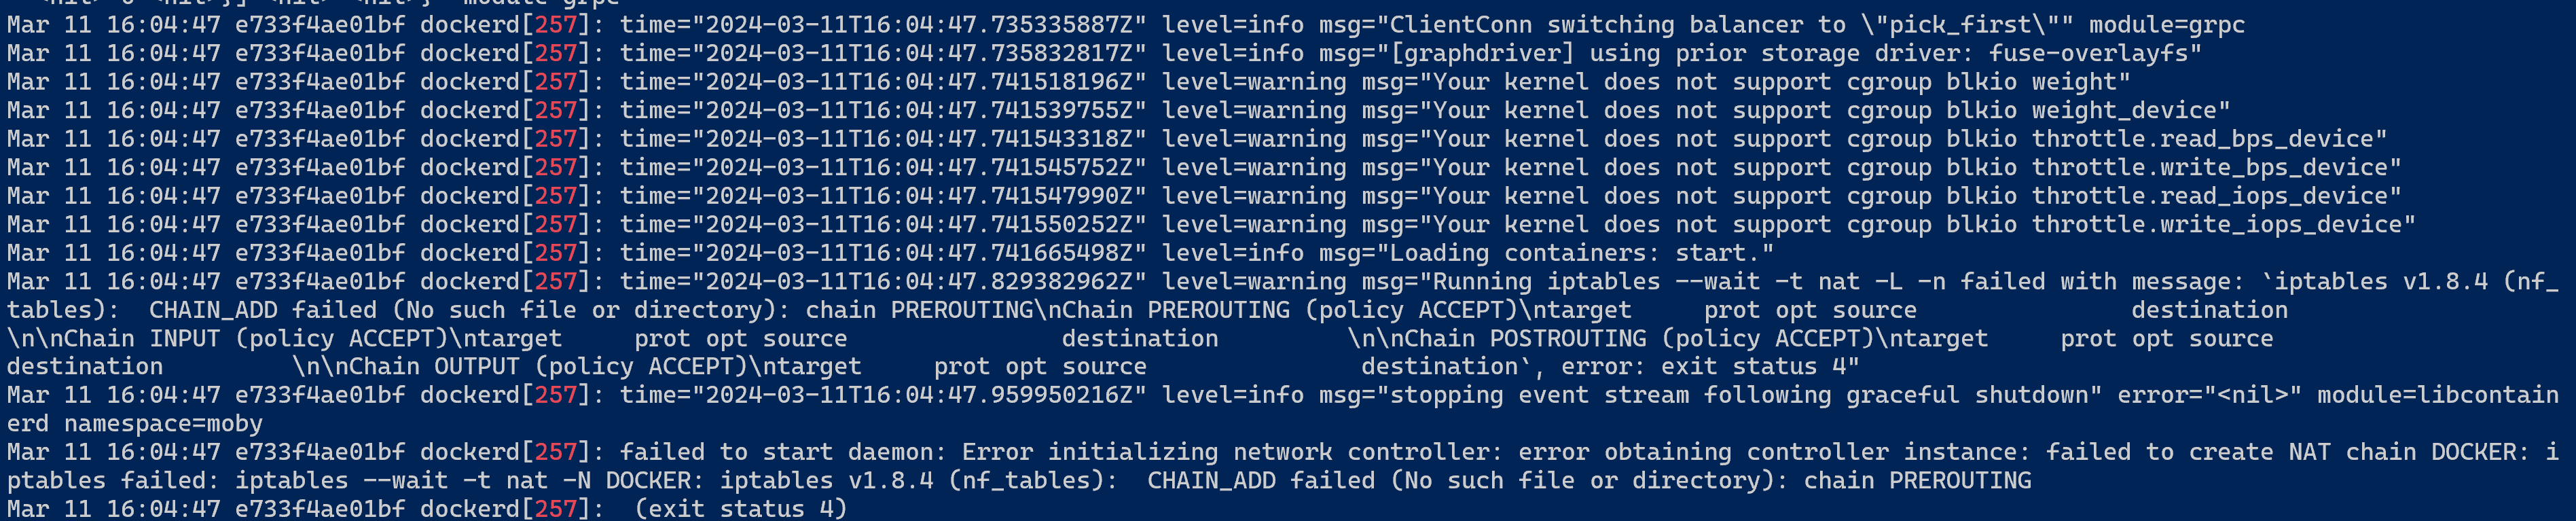 Mar 11 16:04:47 e733f4ae01bf dockerd[257]: time="2024-03-11T16:04:47.735335887Z" level=info msg="ClientConn switching balancer to \"pick_first\"" module=grpc
Mar 11 16:04:47 e733f4ae01bf dockerd[257]: time="2024-03-11T16:04:47.735832817Z" level=info msg="[graphdriver] using prior storage driver: fuse-overlayfs"
Mar 11 16:04:47 e733f4ae01bf dockerd[257]: time="2024-03-11T16:04:47.741518196Z" level=warning msg="Your kernel does not support cgroup blkio weight"
Mar 11 16:04:47 e733f4ae01bf dockerd[257]: time="2024-03-11T16:04:47.741539755Z" level=warning msg="Your kernel does not support cgroup blkio weight_device"
Mar 11 16:04:47 e733f4ae01bf dockerd[257]: time="2024-03-11T16:04:47.741543318Z" level=warning msg="Your kernel does not support cgroup blkio throttle.read_bps_device"
Mar 11 16:04:47 e733f4ae01bf dockerd[257]: time="2024-03-11T16:04:47.741545752Z" level=warning msg="Your kernel does not support cgroup blkio throttle.write_bps_device"
Mar 11 16:04:47 e733f4ae01bf dockerd[257]: time="2024-03-11T16:04:47.741547990Z" level=warning msg="Your kernel does not support cgroup blkio throttle.read_iops_device"
Mar 11 16:04:47 e733f4ae01bf dockerd[257]: time="2024-03-11T16:04:47.741550252Z" level=warning msg="Your kernel does not support cgroup blkio throttle.write_iops_device"
Mar 11 16:04:47 e733f4ae01bf dockerd[257]: time="2024-03-11T16:04:47.741665498Z" level=info msg="Loading containers: start."
Mar 11 16:04:47 e733f4ae01bf dockerd[257]: time="2024-03-11T16:04:47.829382962Z" level=warning msg="Running iptables --wait -t nat -L -n failed with message: `iptables v1.8.4 (nf_
tables):  CHAIN_ADD failed (No such file or directory): chain PREROUTING\nChain PREROUTING (policy ACCEPT)\ntarget     prot opt source               destination
\n\nChain INPUT (policy ACCEPT)\ntarget     prot opt source               destination         \n\nChain POSTROUTING (policy ACCEPT)\ntarget     prot opt source
destination         \n\nChain OUTPUT (policy ACCEPT)\ntarget     prot opt source               destination`, error: exit status 4"
Mar 11 16:04:47 e733f4ae01bf dockerd[257]: time="2024-03-11T16:04:47.959950216Z" level=info msg="stopping event stream following graceful shutdown" error="<nil>" module=libcontain
erd namespace=moby
Mar 11 16:04:47 e733f4ae01bf dockerd[257]: failed to start daemon: Error initializing network controller: error obtaining controller instance: failed to create NAT chain DOCKER: i
ptables failed: iptables --wait -t nat -N DOCKER: iptables v1.8.4 (nf_tables):  CHAIN_ADD failed (No such file or directory): chain PREROUTING
Mar 11 16:04:47 e733f4ae01bf dockerd[257]:  (exit status 4)